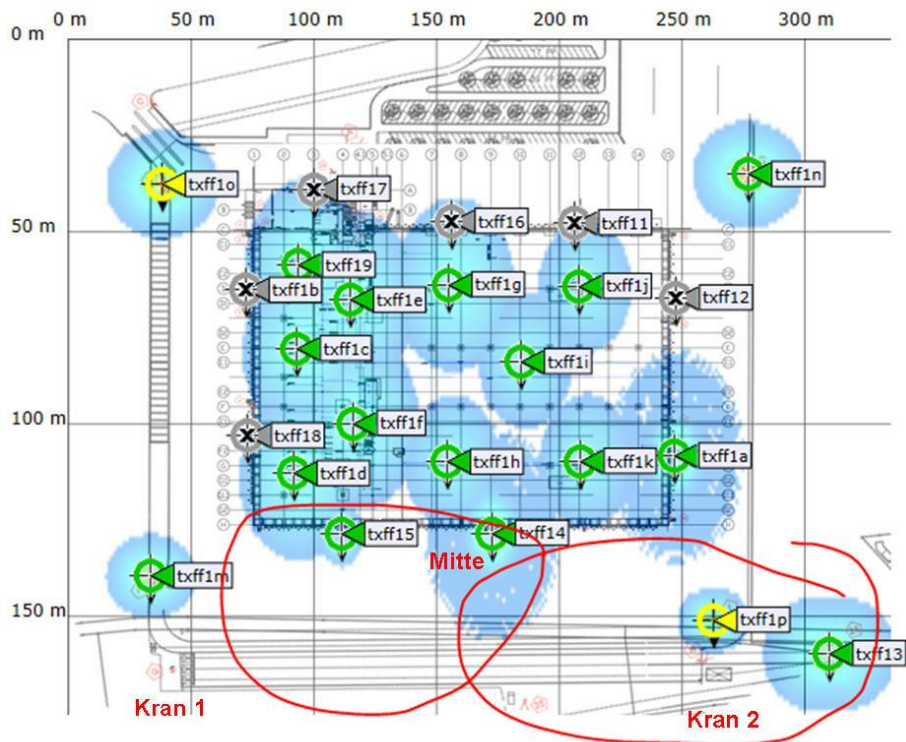 0 m 50 m 100 m 150 m 200 m 250 m 300 m
0 m
txff1o
txff17
txff1n
50 m
txff16
txff11
txff19
txff1b
txff1e
txff1g
txff1j
txff12
txff1c
txff1i
100 m
txff1f
txff18
txff1d
txff1h
txff1k
txff1a
txff15
txff14
Mitte
txff1m
150 m
txff1p
txff13
Kran 1
Kran 2